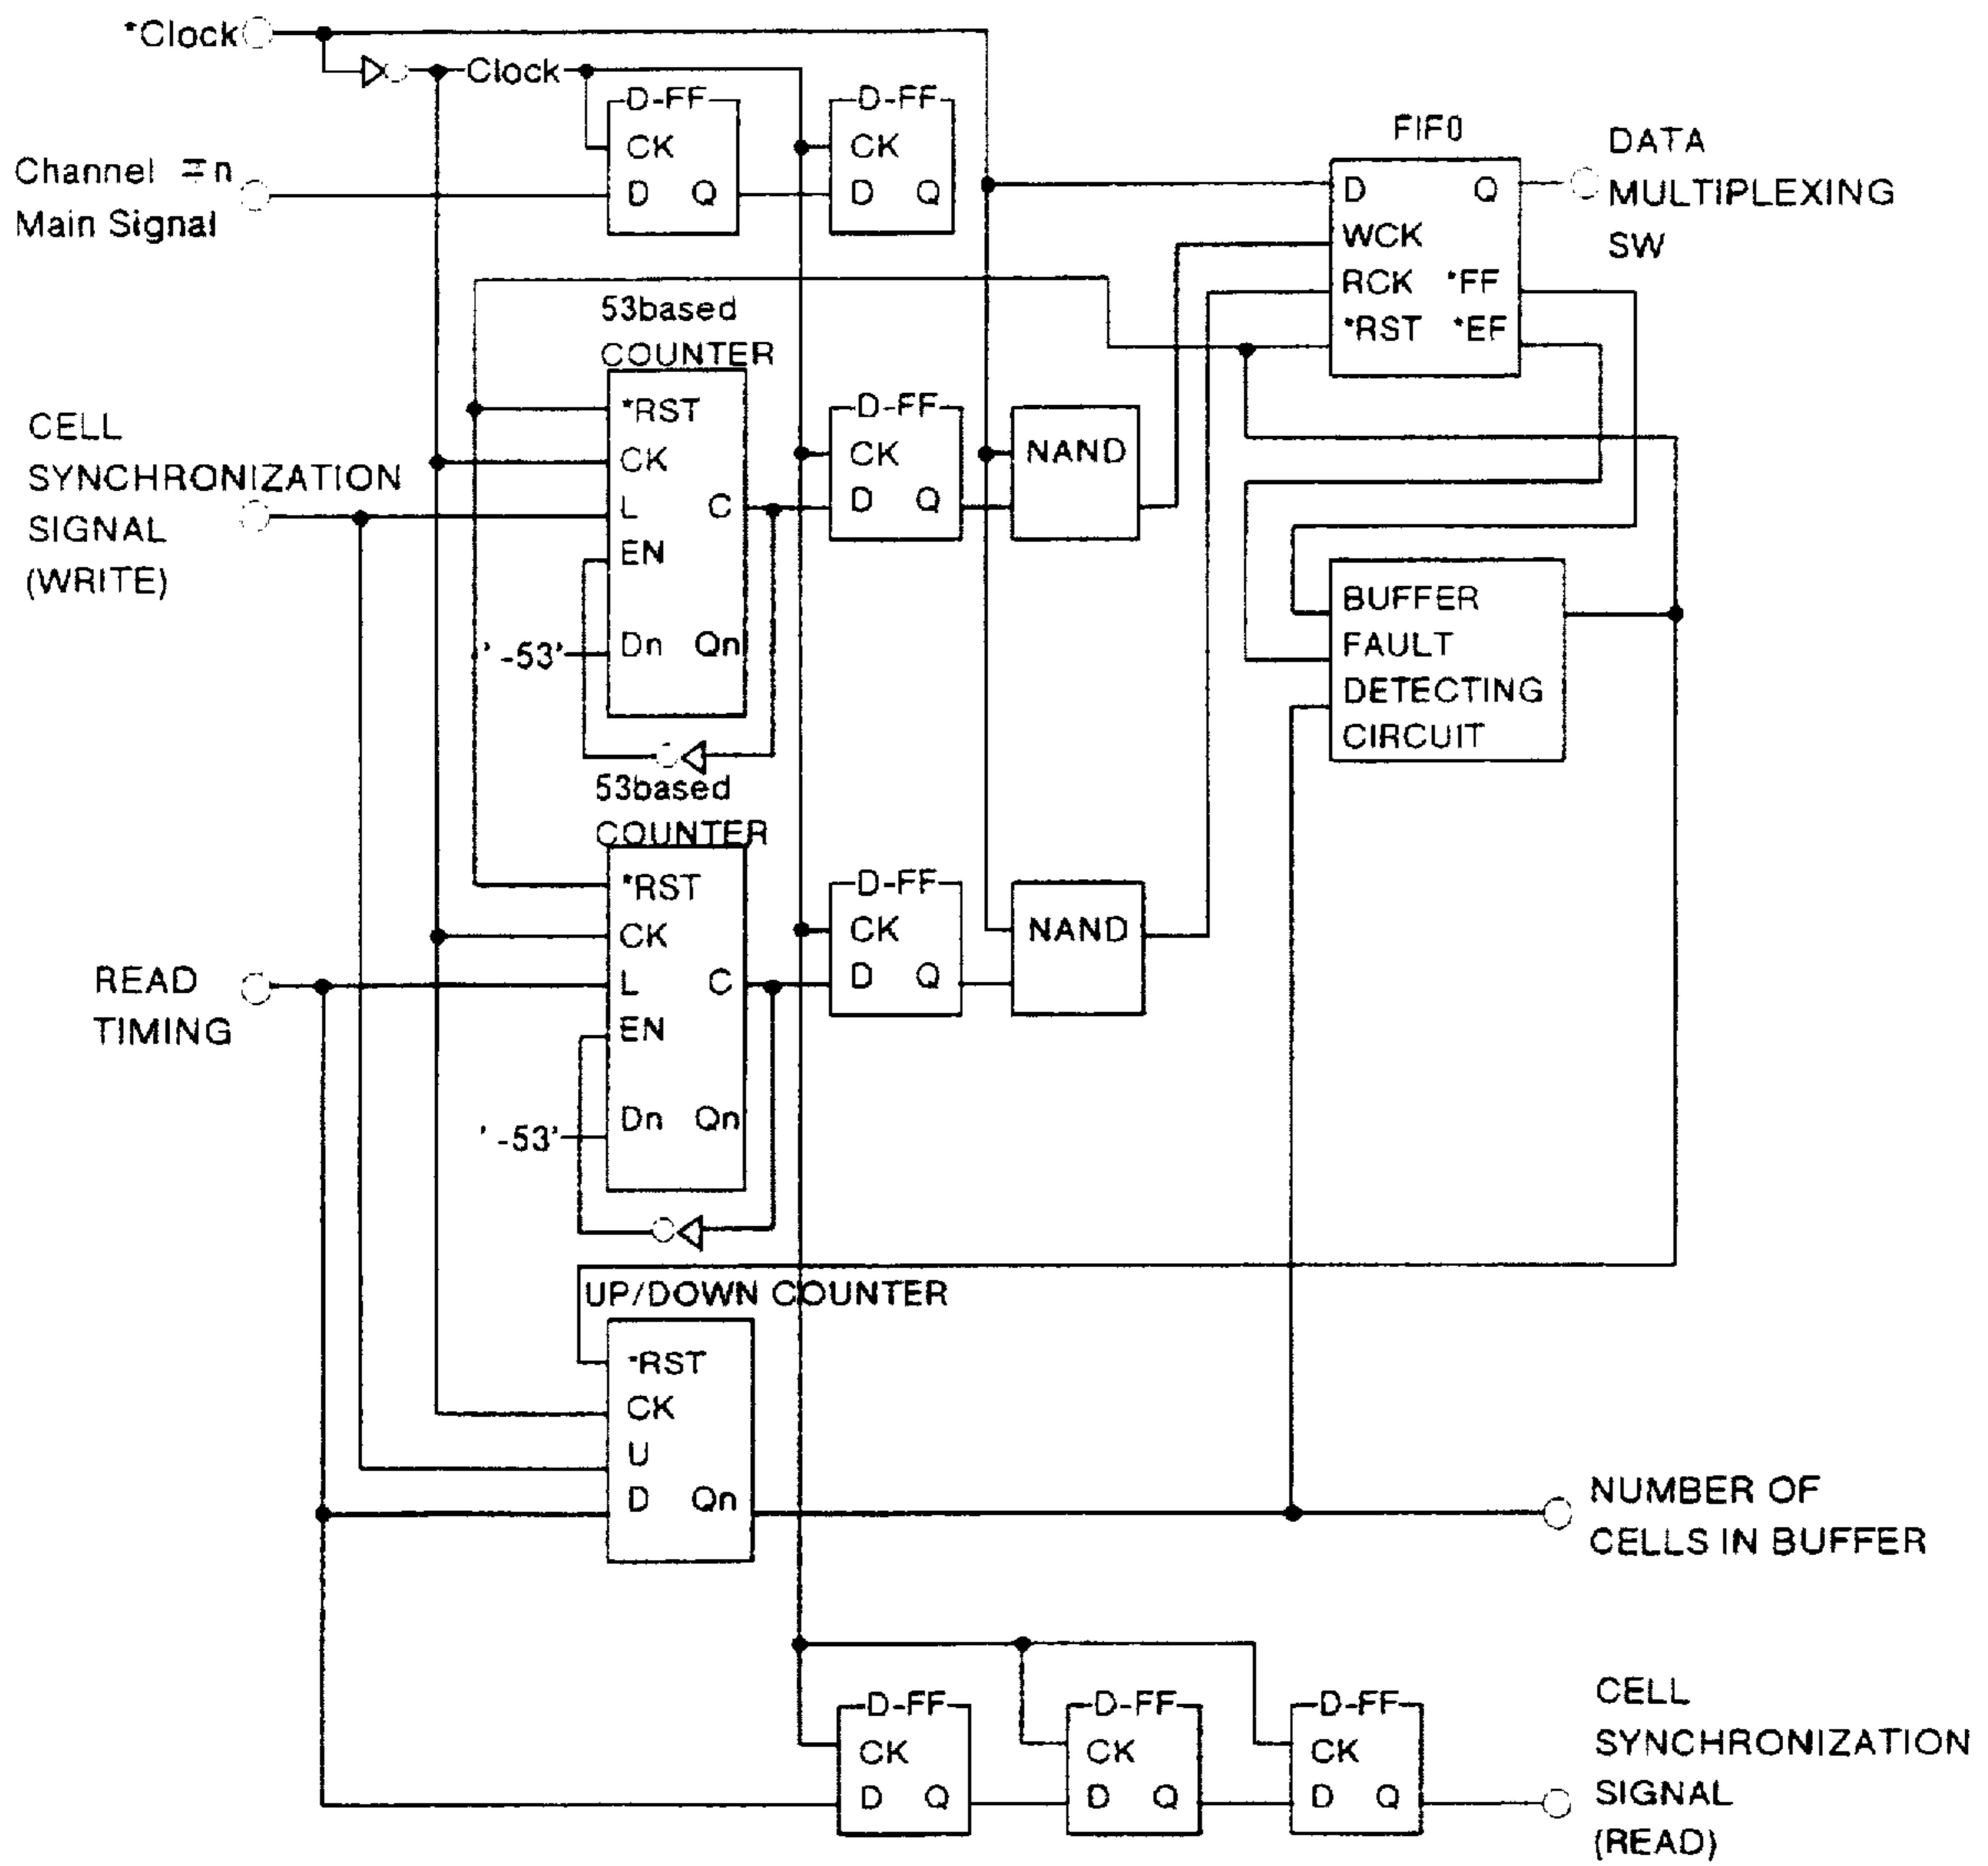 *Clock
Clock
Channel #n
Main Signal
D-FF
CK
D Q
D-FF
CK
D Q
FIFO
D Q
WCK
RCK *FF
*RST *EF
DATA
MULTIPLEXING
SW
53based
COUNTER
*RST
CK
L C
EN
Dn Qn
'-53'
CELL
SYNCHRONIZATION
SIGNAL
(WRITE)
D-FF
CK
D Q
NAND
BUFFER
FAULT
DETECTING
CIRCUIT
53based
COUNTER
*RST
CK
L C
EN
Dn Qn
'-53'
READ
TIMING
D-FF
CK
D Q
NAND
UP/DOWN COUNTER
*RST
CK
U
D Qn
NUMBER OF
CELLS IN BUFFER
D-FF
CK
D Q
D-FF
CK
D Q
D-FF
CK
D Q
CELL
SYNCHRONIZATION
SIGNAL
(READ)